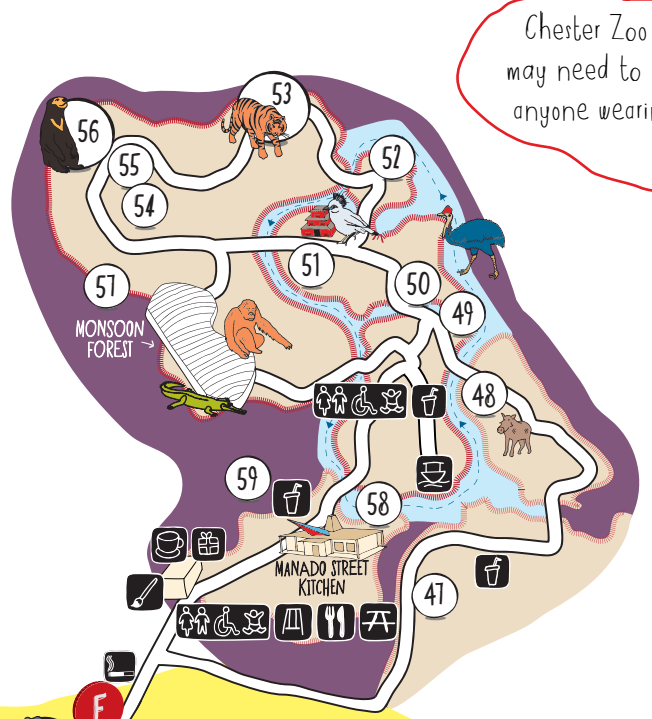 Chester Zoo
may need to
anyone wearin
53
56
52
55
54
51
57
50
49
MONSOON
FOREST
48
59
58
MANADO STREET
KITCHEN
47
F